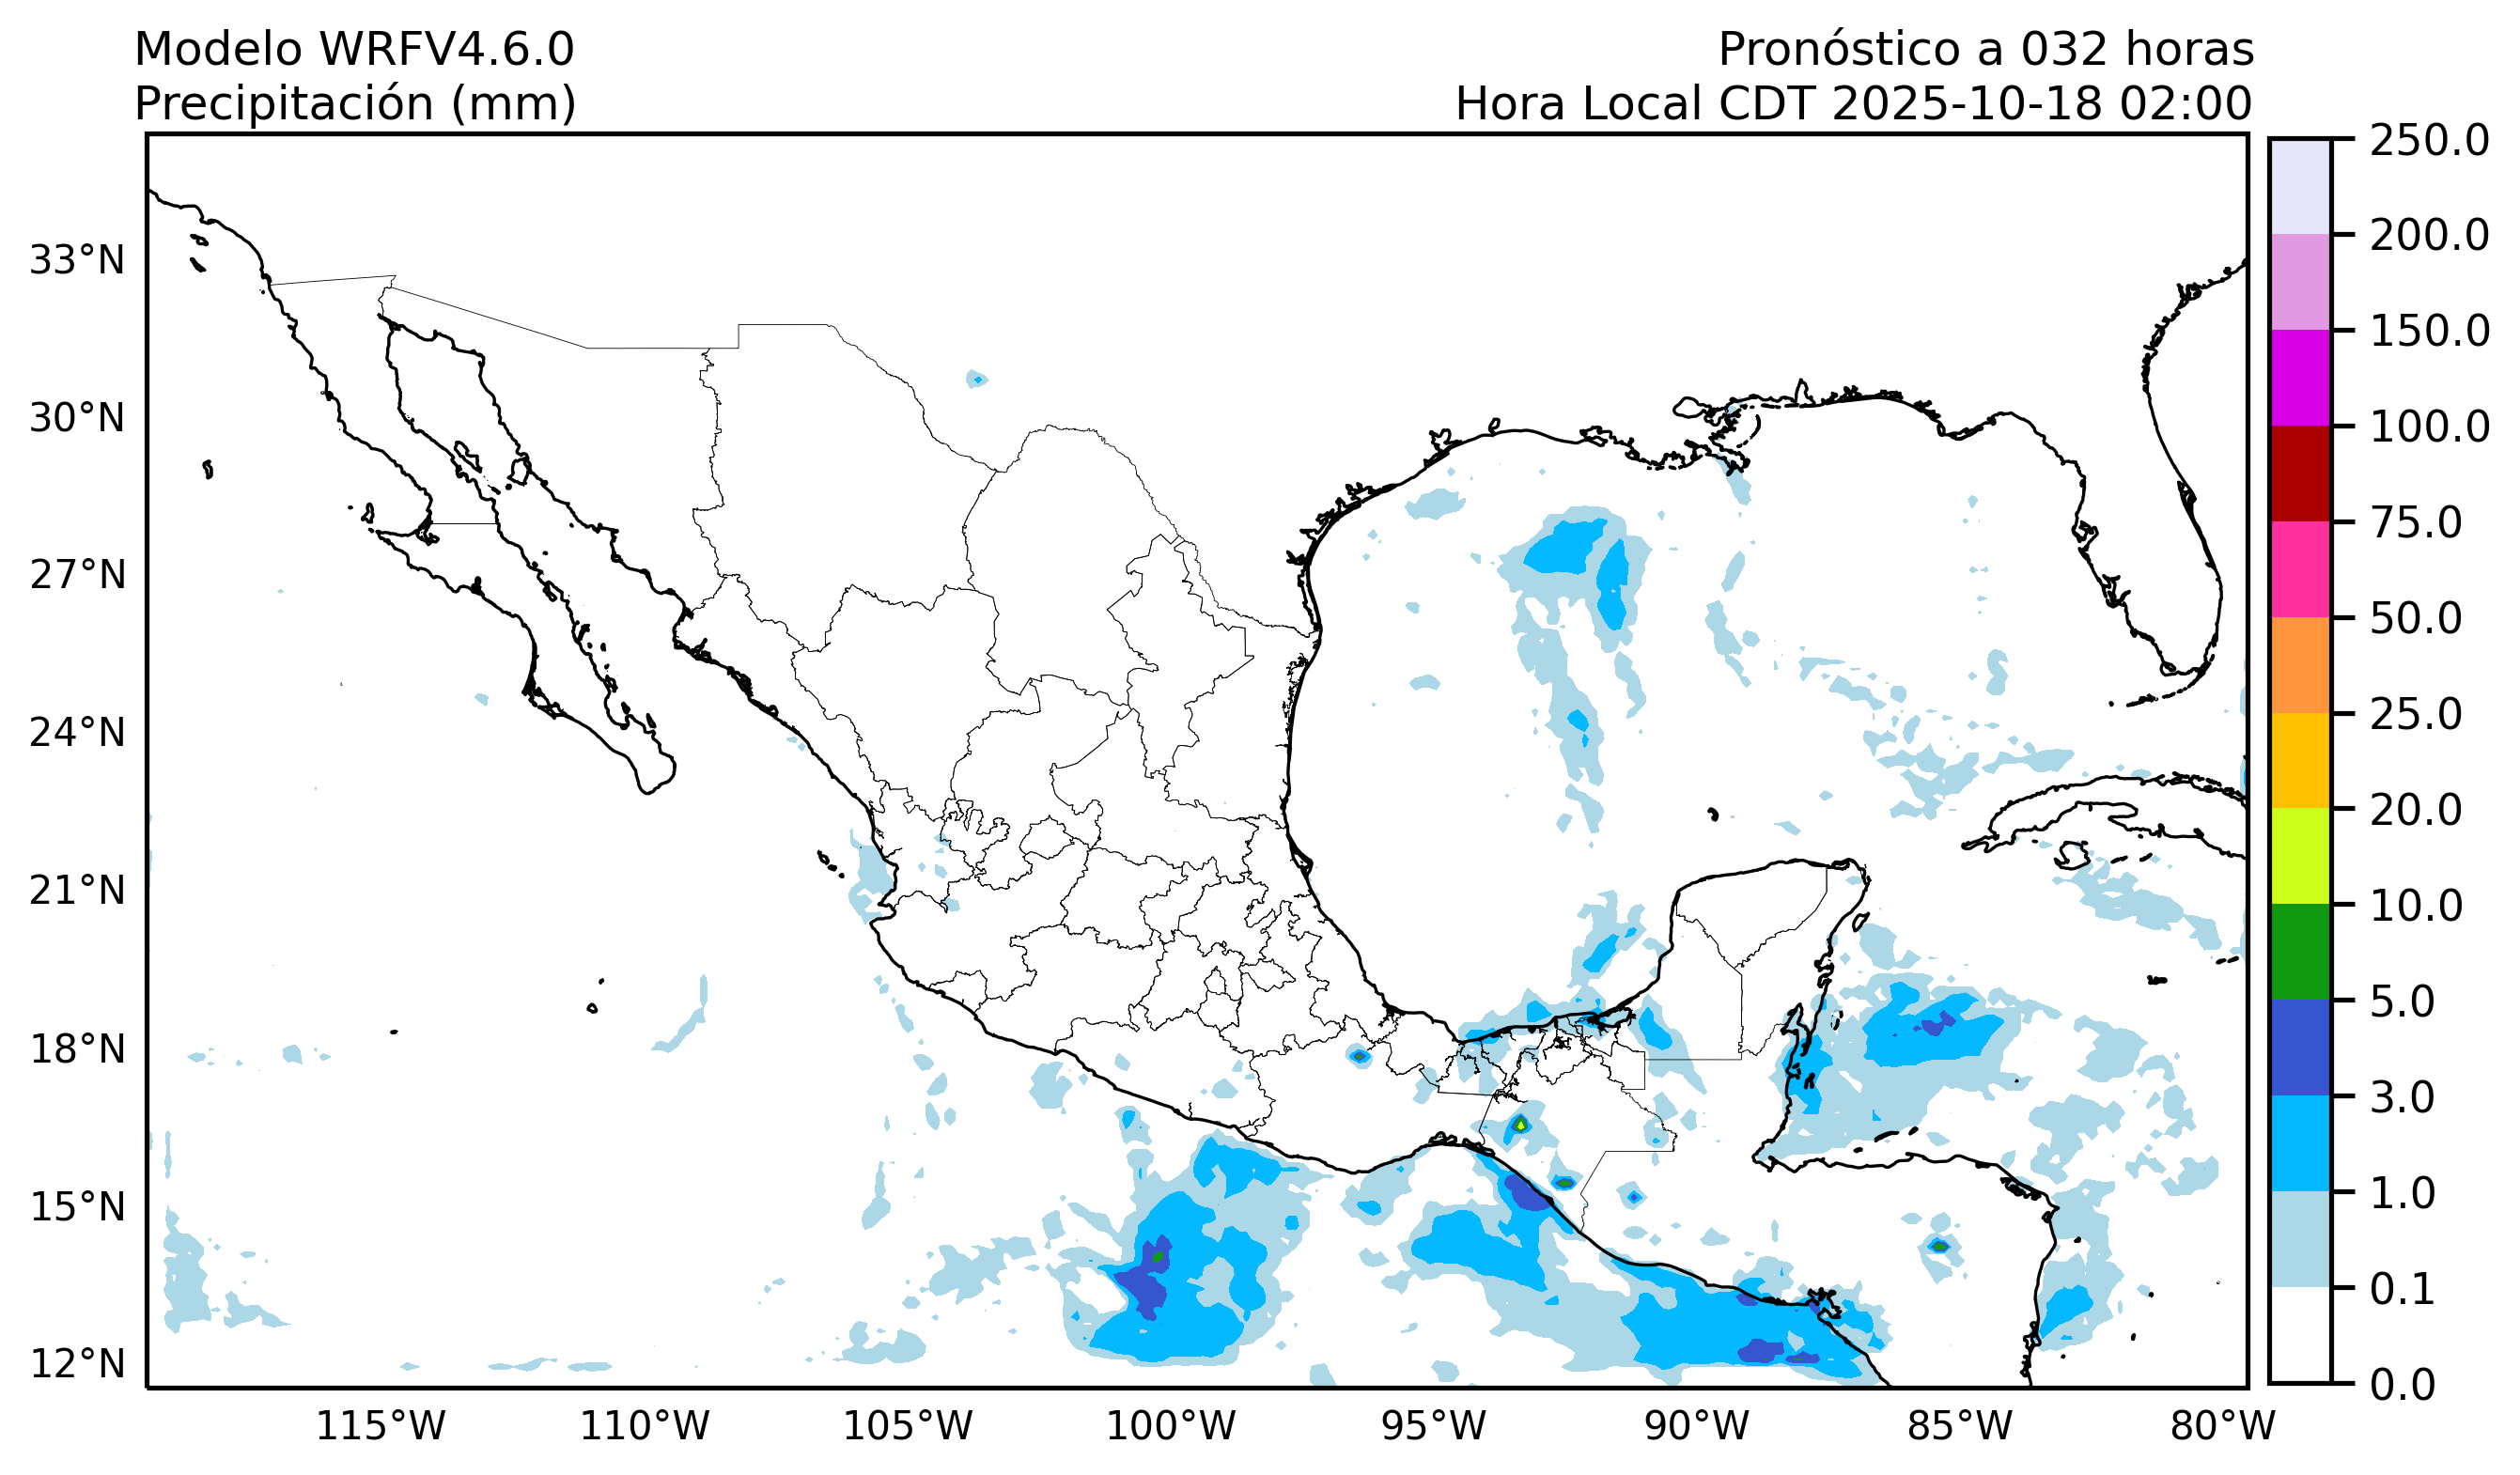 Modelo WRFV4.6.0
Precipitación (mm)
Pronóstico a 032 horas
Hora Local CDT 2025-10-18 02:00
33°N
30°N
27°N
24°N
21°N
18°N
15°N
12°N
115°W
110°W
105°W
100°W
95°W
90°W
85°W
80°W
250.0
200.0
150.0
100.0
75.0
50.0
25.0
20.0
10.0
5.0
3.0
1.0
0.1
0.0